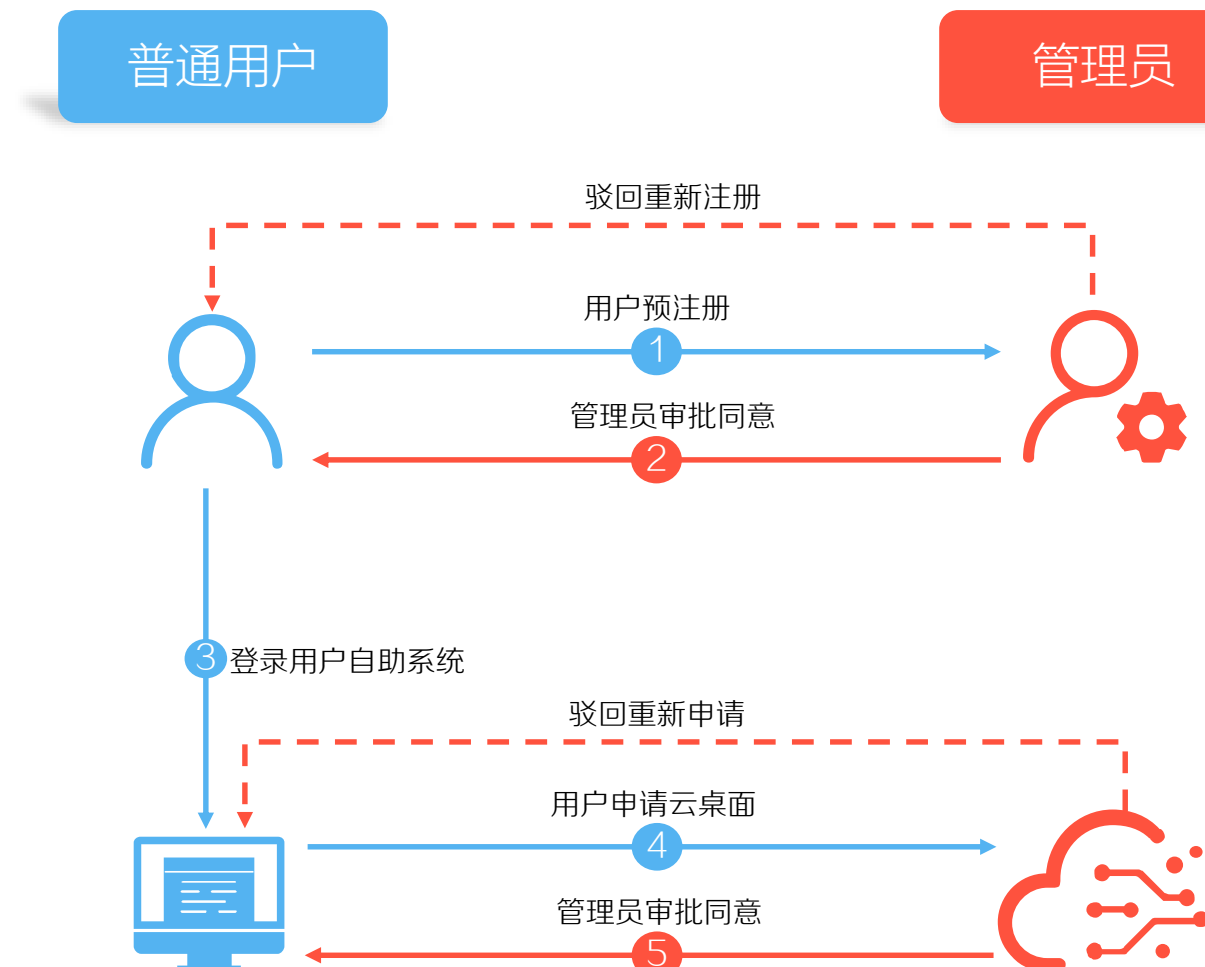 普通用户
管理员
驳回重新注册
用户预注册
1
管理员审批同意
2
3 登录用户自助系统
驳回重新申请
用户申请云桌面
4
管理员审批同意
5